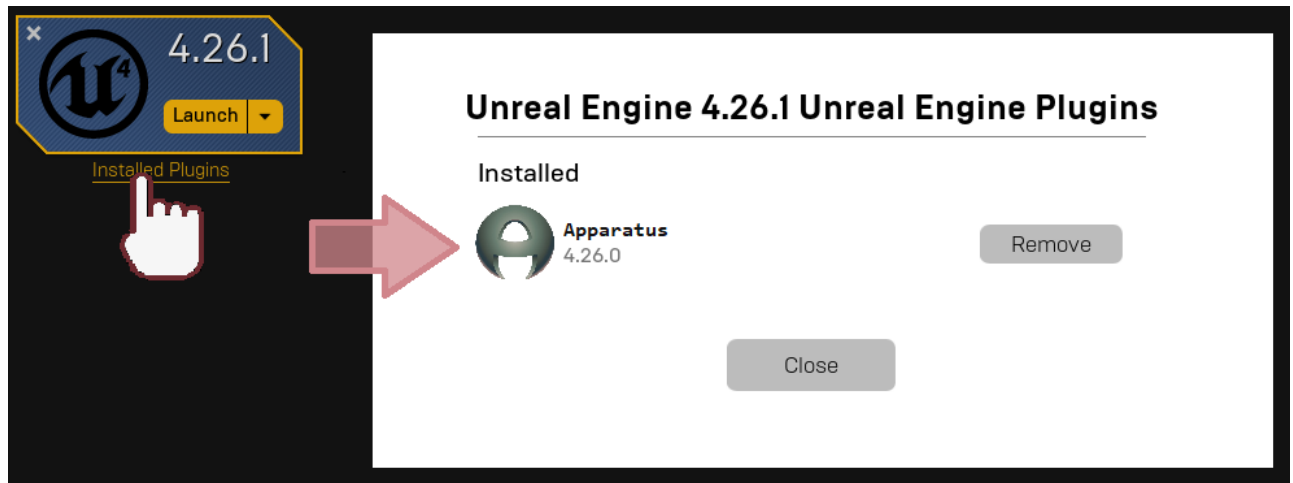 4.26.1
Launch
Installed Plugins
Unreal Engine 4.26.1 Unreal Engine Plugins
Installed
Apparatus
4.26.0
Remove
Close